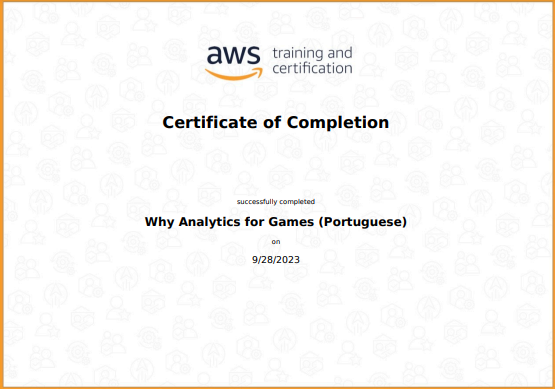 aws training and
certification
Certificate of Completion
successfully completed
Why Analytics for Games (Portuguese)
on
9/28/2023